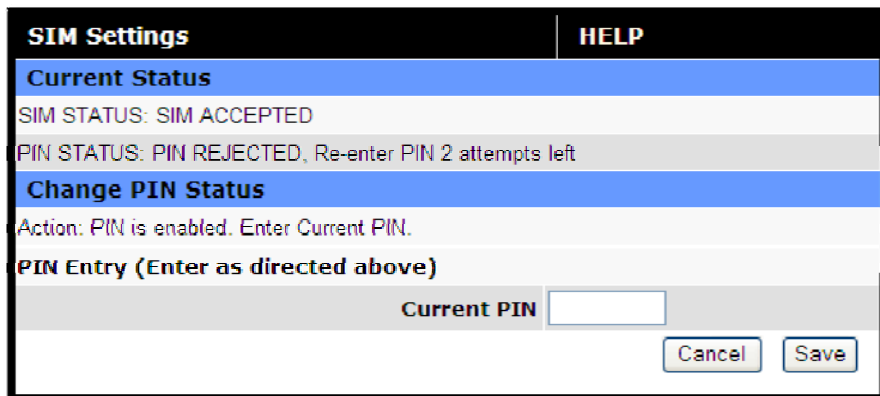 SIM Settings HELP
Current Status
SIM STATUS: SIM ACCEPTED
PIN STATUS: PIN REJECTED, Re-enter PIN 2 attempts left
Change PIN Status
Action: PIN is enabled. Enter Current PIN.
PIN Entry (Enter as directed above)
Current PIN
Cancel Save